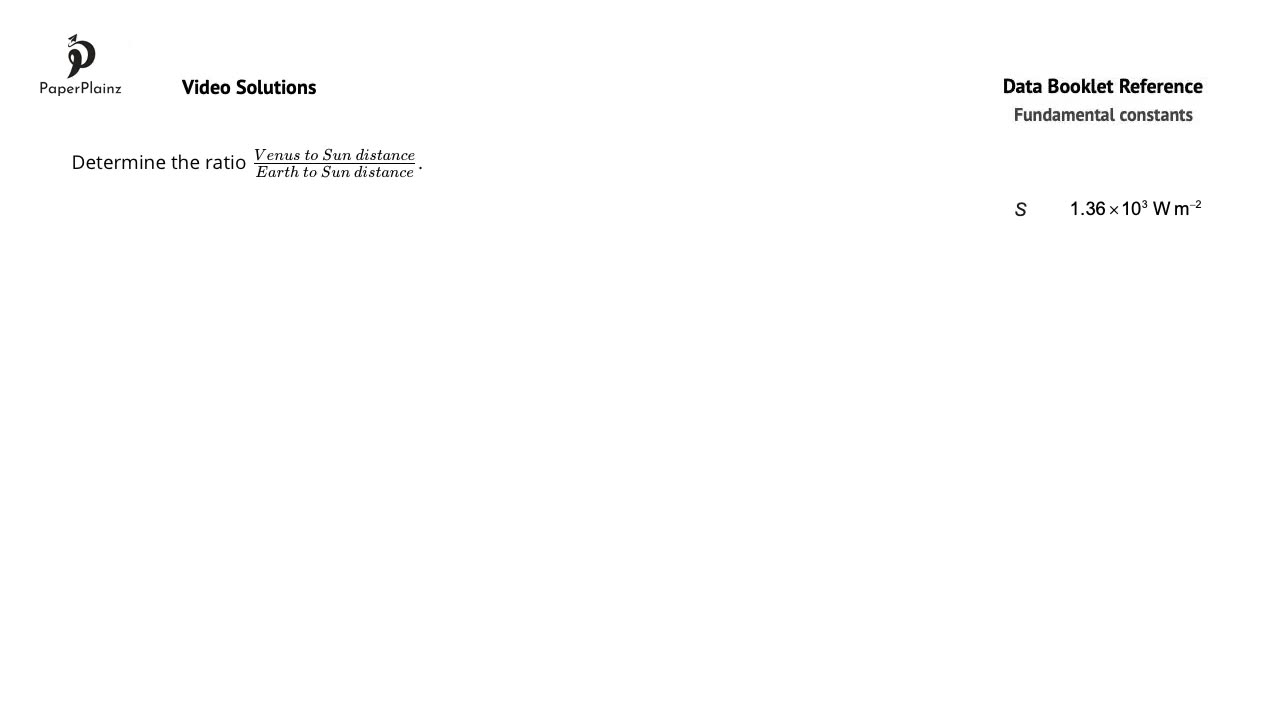 PaperPlainz
Video Solutions
Data Booklet Reference
Fundamental constants
Determine the ratio \frac{Venus to Sun distance}{Earth to Sun distance}.
S 1.36×10³ W m⁻²